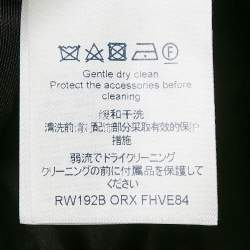 Gentle dry clean
Protect the accessories before
cleaning
缓和干洗
清洗前请对配饰部分采取有效的保护
措施
弱流でドライクリーニング
クリーニングの前に付属品を保護して
ください
RW192B ORX FHVE84